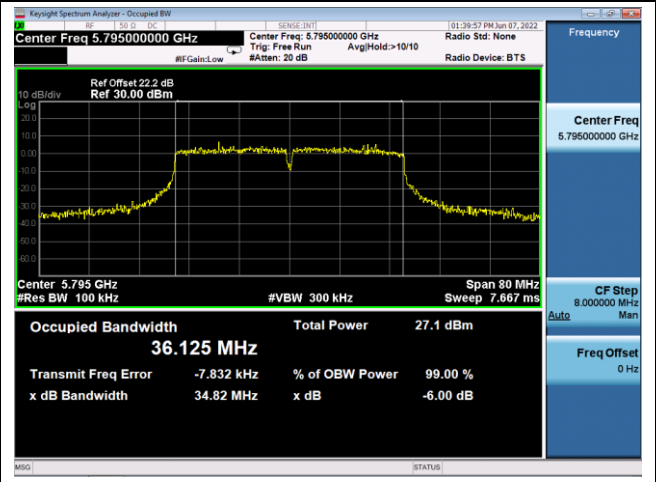 Keysight Spectrum Analyzer - Occupied BW
RF 50 Ω DC SENSE:INT 01:39:57 PM Jun 07, 2022
Center Freq 5.795000000 GHz Center Freq: 5.795000000 GHz Radio Std: None
Trig: Free Run Avg|Hold:>10/10
#IFGain:Low #Atten: 20 dB Radio Device: BTS
Frequency
Ref Offset 22.2 dB
10 dB/div Ref 30.00 dBm
Log
20.0
10.0
0.00
-10.0
-20.0
-30.0
-40.0
-50.0
-60.0
Center Freq
5.795000000 GHz
Center 5.795 GHz Span 80 MHz
#Res BW 100 kHz #VBW 300 kHz Sweep 7.667 ms
CF Step
8.000000 MHz
Auto Man
Occupied Bandwidth Total Power 27.1 dBm
36.125 MHz
Transmit Freq Error -7.832 kHz % of OBW Power 99.00 %
x dB Bandwidth 34.82 MHz x dB -6.00 dB
Freq Offset
0 Hz
MSG STATUS